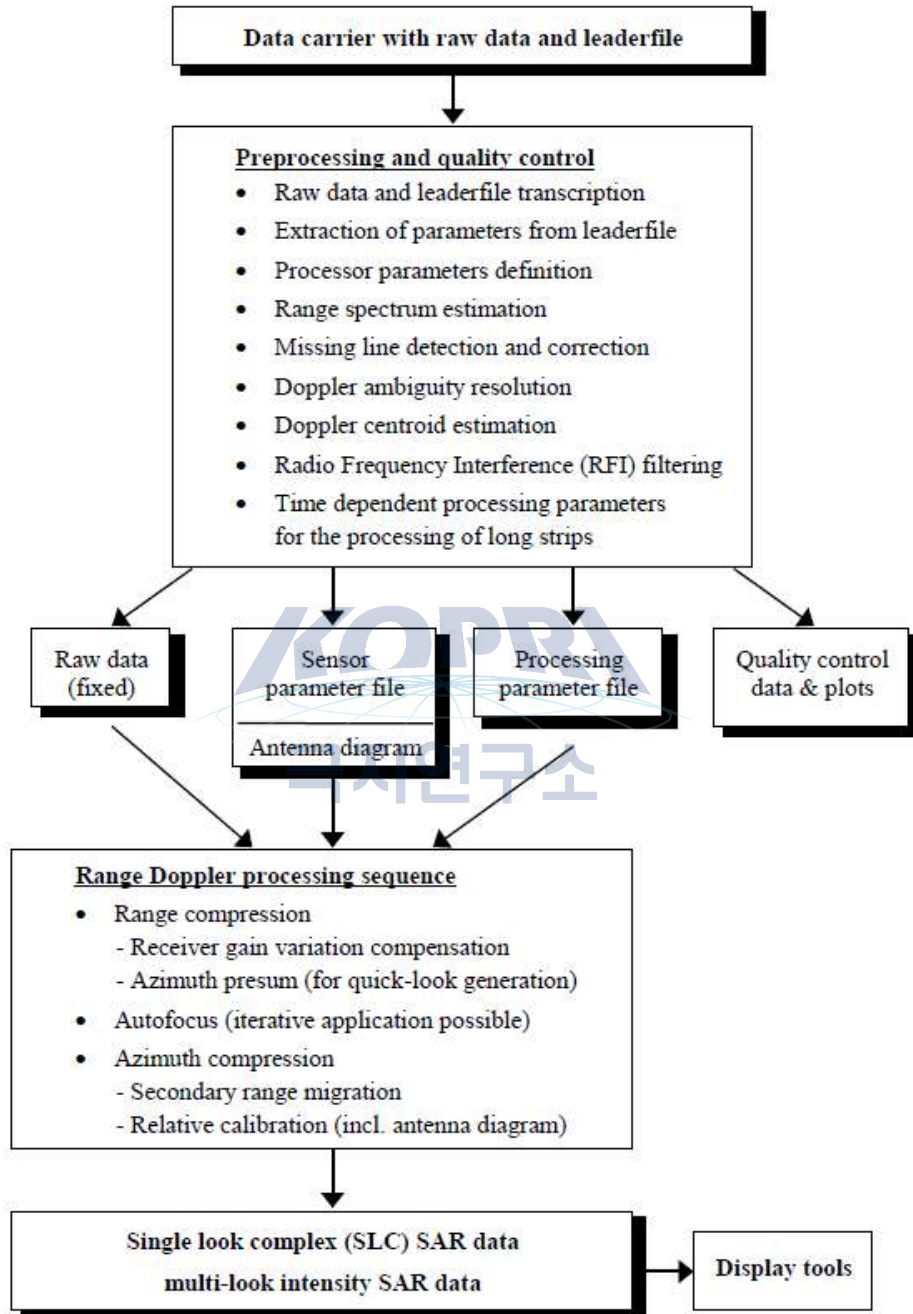 Data carrier with raw data and leaderfile
Preprocessing and quality control
• Raw data and leaderfile transcription
• Extraction of parameters from leaderfile
• Processor parameters definition
• Range spectrum estimation
• Missing line detection and correction
• Doppler ambiguity resolution
• Doppler centroid estimation
• Radio Frequency Interference (RFI) filtering
• Time dependent processing parameters
for the processing of long strips
KOPRI
Raw data
(fixed)
Sensor
parameter file
Antenna diagram
Processing
parameter file
Quality control
data & plots
극지연구소
Range Doppler processing sequence
• Range compression
- Receiver gain variation compensation
- Azimuth presum (for quick-look generation)
• Autofocus (iterative application possible)
• Azimuth compression
- Secondary range migration
- Relative calibration (incl. antenna diagram)
Single look complex (SLC) SAR data
multi-look intensity SAR data
Display tools